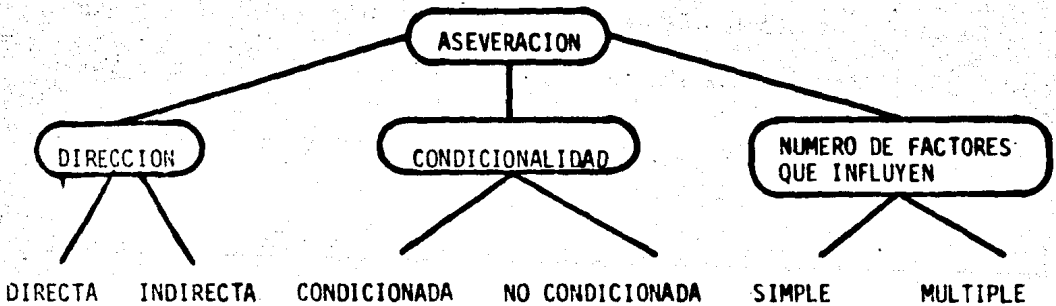 ASEVERACION
DIRECCION
CONDICIONALIDAD
NUMERO DE FACTORES
QUE INFLUYEN
DIRECTA INDIRECTA CONDICIONADA NO CONDICIONADA SIMPLE MULTIPLE